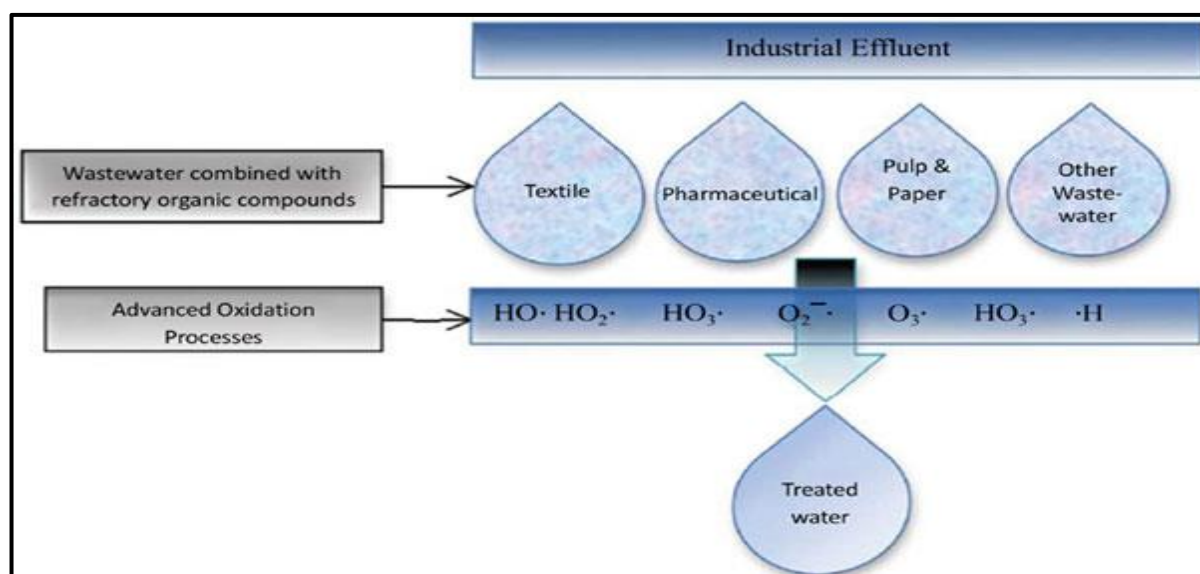 Industrial Effluent
Wastewater combined with
refractory organic compounds
Textile
Pharmaceutical
Pulp &
Paper
Other
Waste-
water
Advanced Oxidation
Processes
HO· HO₂· HO₃· O₂⁻· O₃· HO₃· ·H
Treated
water